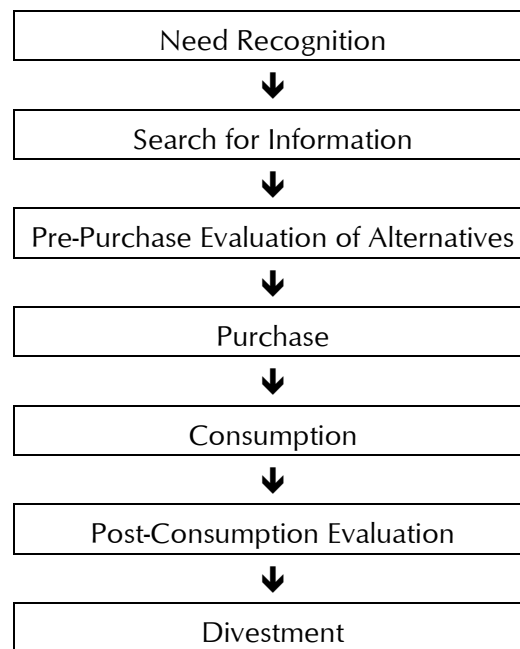 Need Recognition
Search for Information
Pre-Purchase Evaluation of Alternatives
Purchase
Consumption
Post-Consumption Evaluation
Divestment